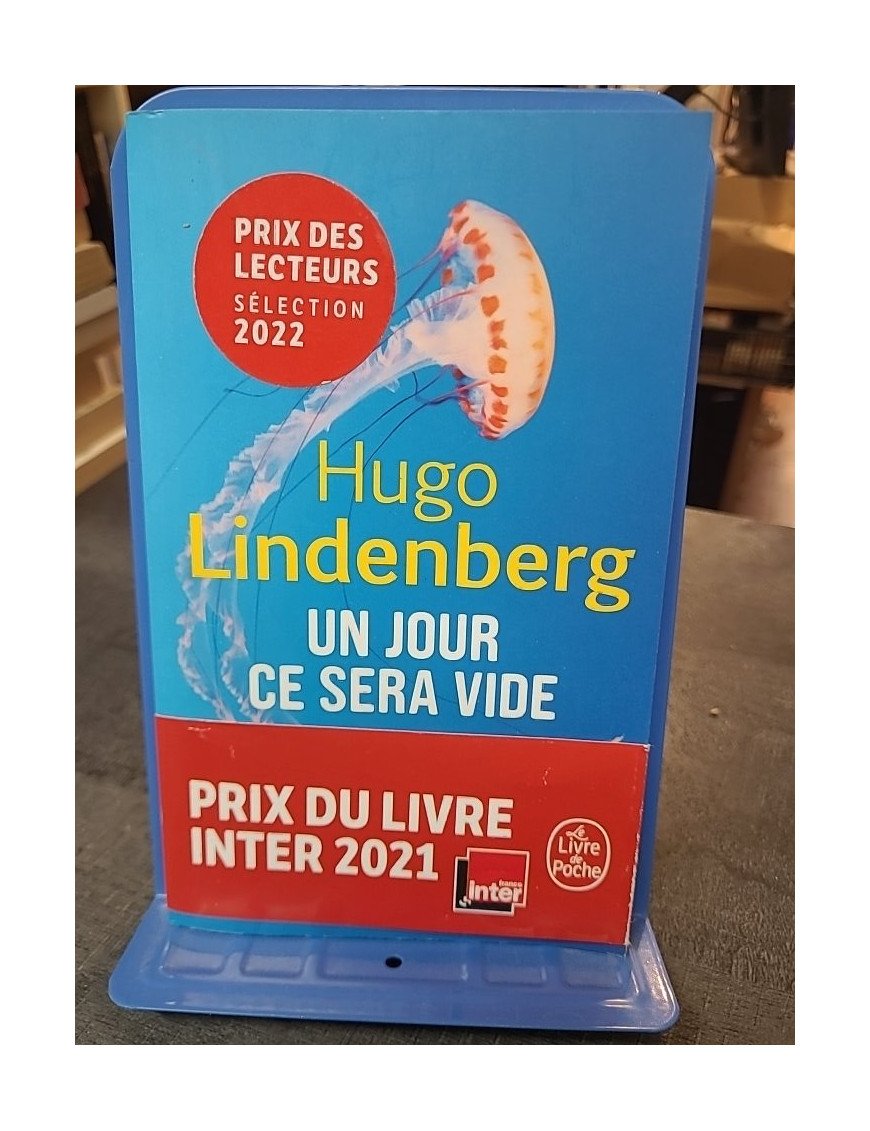 PRIX DES
LECTEURS
SÉLECTION
2022
Hugo
Lindenberg
UN JOUR
CE SERA VIDE
PRIX DU LIVRE
INTER 2021
france
inter
Le
Livre
de
Poche